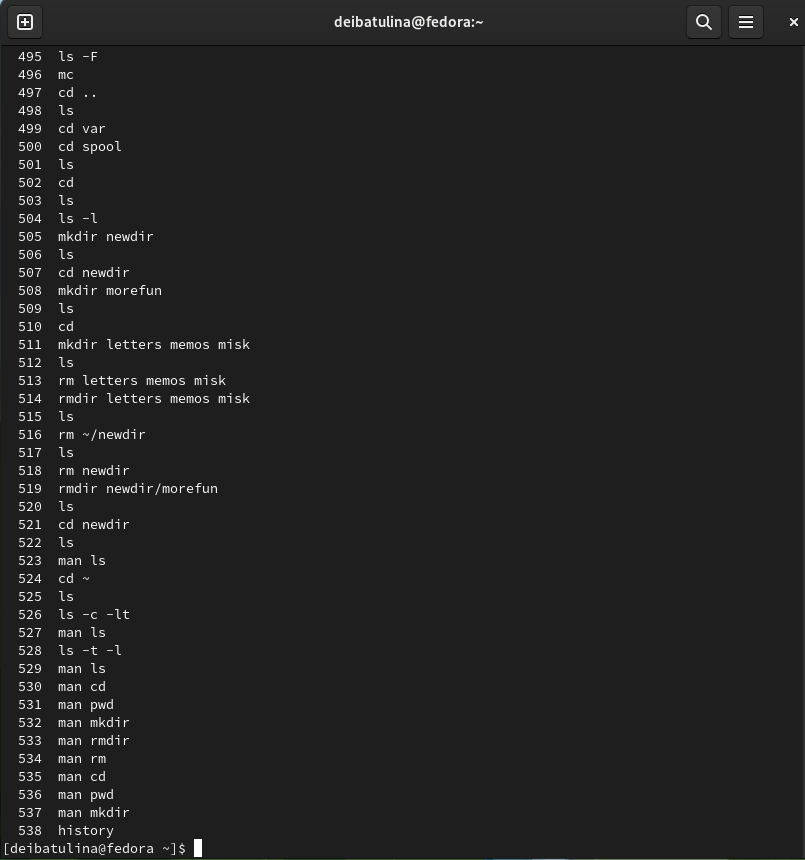 deibatulina@fedora:~
495 ls -F
496 mc
497 cd ..
498 ls
499 cd var
500 cd spool
501 ls
502 cd
503 ls
504 ls -l
505 mkdir newdir
506 ls
507 cd newdir
508 mkdir morefun
509 ls
510 cd
511 mkdir letters memos misk
512 ls
513 rm letters memos misk
514 rmdir letters memos misk
515 ls
516 rm ~/newdir
517 ls
518 rm newdir
519 rmdir newdir/morefun
520 ls
521 cd newdir
522 ls
523 man ls
524 cd ~
525 ls
526 ls -c -lt
527 man ls
528 ls -t -l
529 man ls
530 man cd
531 man pwd
532 man mkdir
533 man rmdir
534 man rm
535 man cd
536 man pwd
537 man mkdir
538 history
[deibatulina@fedora ~]$